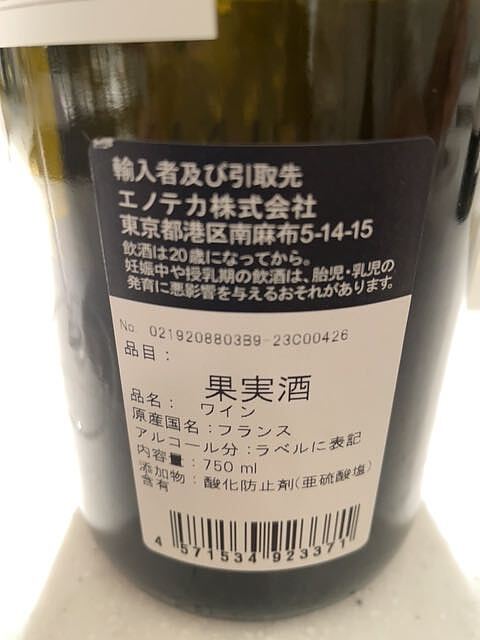 輸入者及び引取先
エノテカ株式会社
東京都港区南麻布5-14-15
飲酒は20歳になってから。
妊娠中や授乳期の飲酒は、胎児・乳児の
発育に悪影響を与えるおそれがあります。
No. 0219208803B9-23C00426
品目：
果実酒
品名： ワイン
原産国名：フランス
アルコール分：ラベルに表記
内容量：750 ml
添加物：酸化防止剤(亜硫酸塩)
含有
4 571534 923371